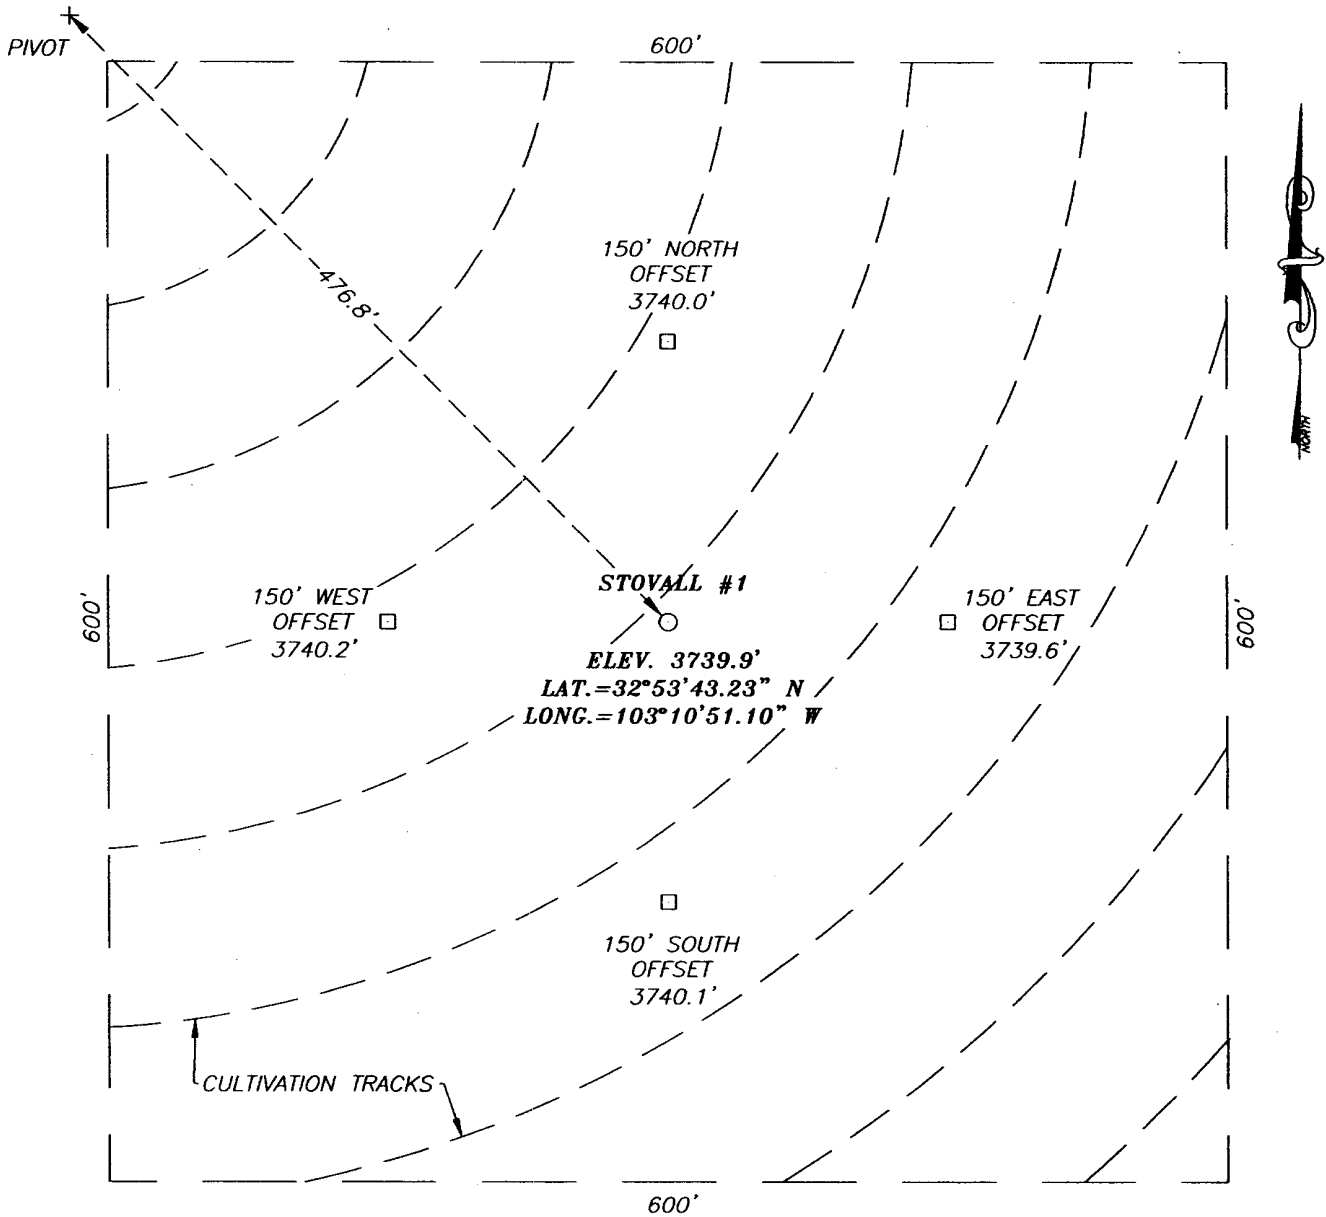 PIVOT
600'
150' NORTH
OFFSET
3740.0'
476.8'
NORTH
STOVALL #1
150' WEST
OFFSET
3740.2'
600'
150' EAST
OFFSET
3739.6'
600'
ELEV. 3739.9'
LAT.=32°53'43.23" N
LONG.=103°10'51.10" W
150' SOUTH
OFFSET
3740.1'
CULTIVATION TRACKS
600'